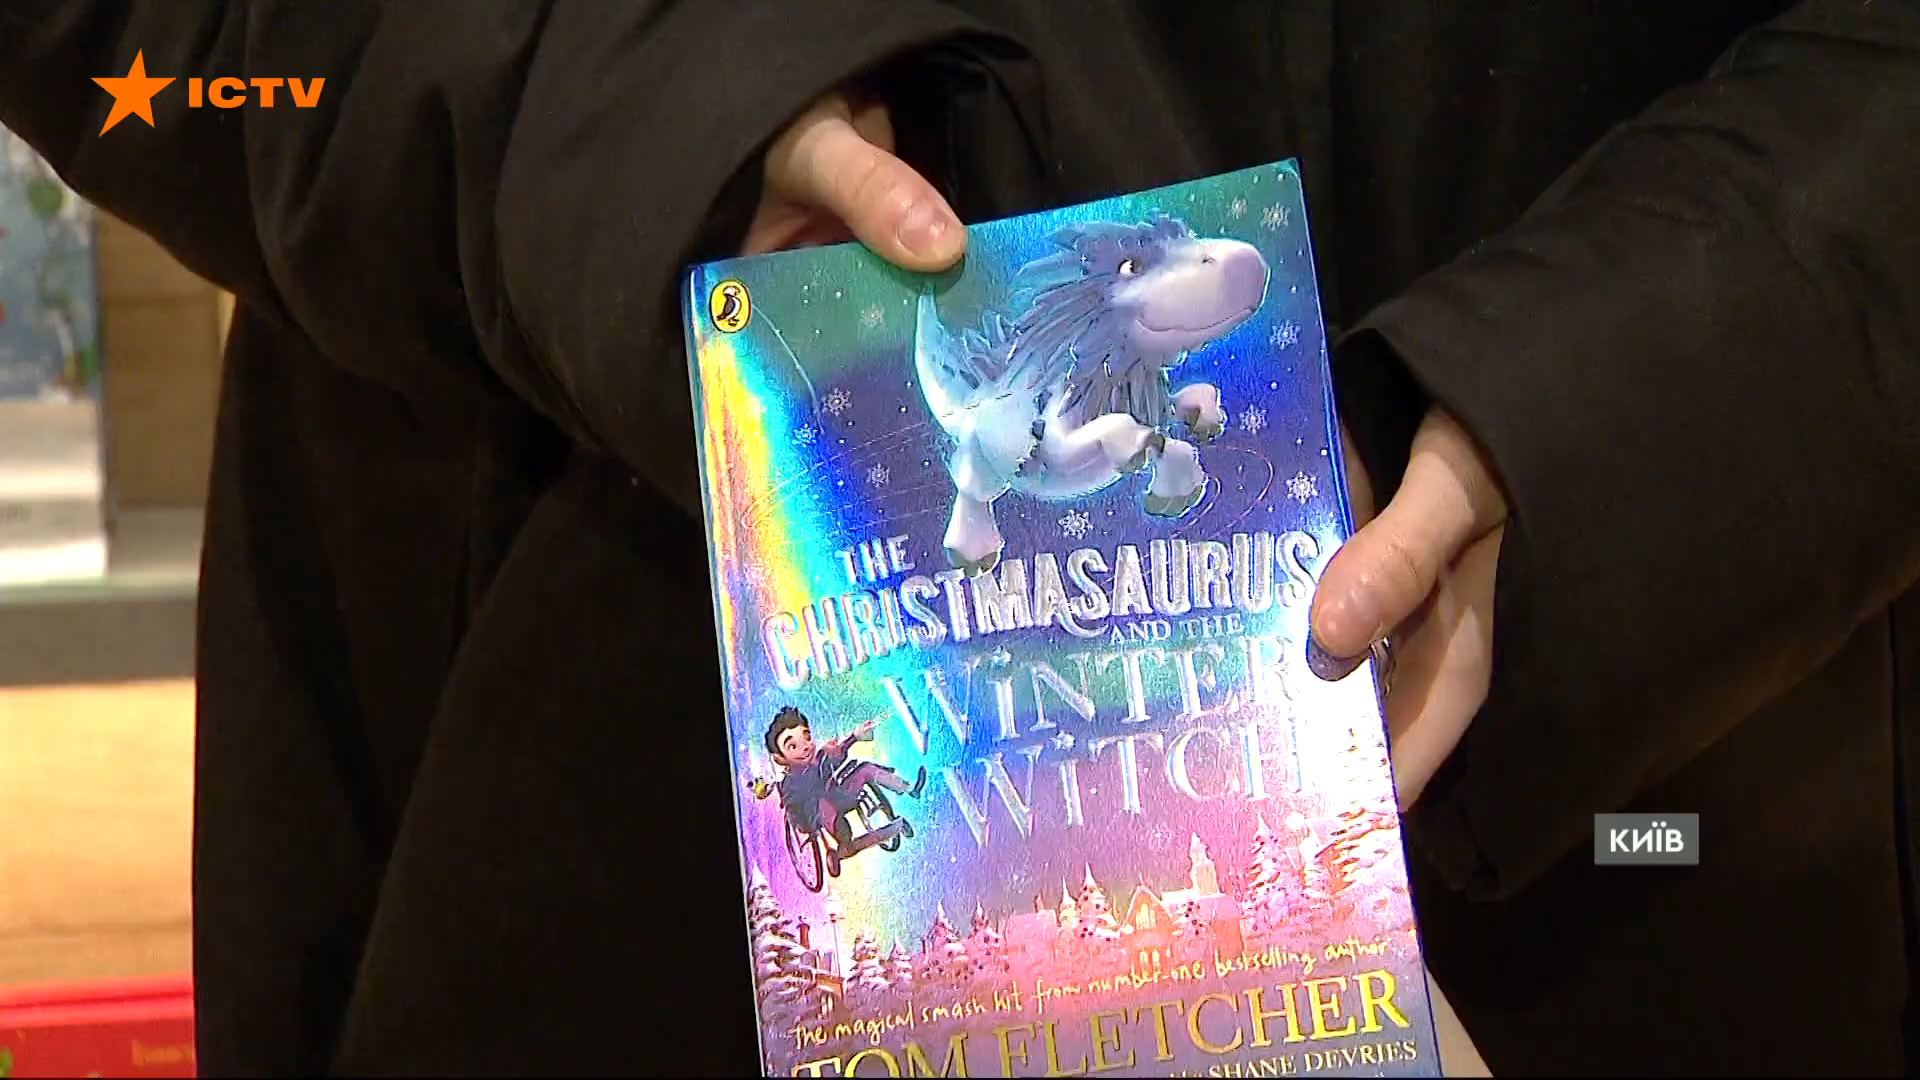 ICTV
THE
CHRISTMASAURUS
AND THE
WINTER
WITCH
КИЇВ
the magical smash hit from number-one bestselling author
TOM FLETCHER
SHANE DEVRIES